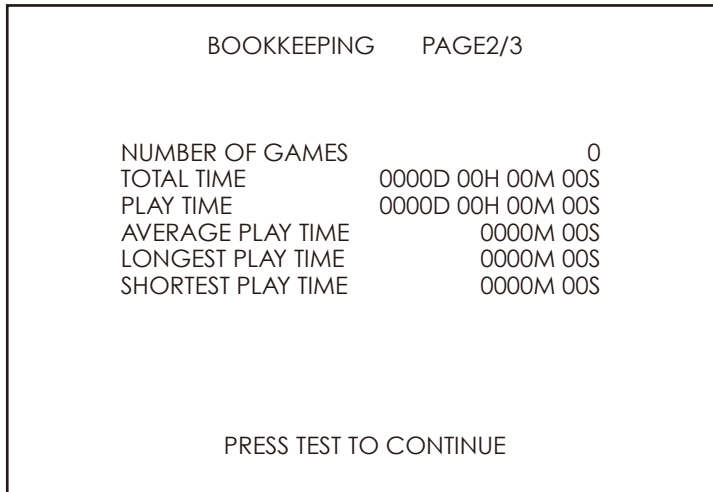 BOOKKEEPING PAGE2/3
NUMBER OF GAMES 0
TOTAL TIME 0000D 00H 00M 00S
PLAY TIME 0000D 00H 00M 00S
AVERAGE PLAY TIME 0000M 00S
LONGEST PLAY TIME 0000M 00S
SHORTEST PLAY TIME 0000M 00S
PRESS TEST TO CONTINUE